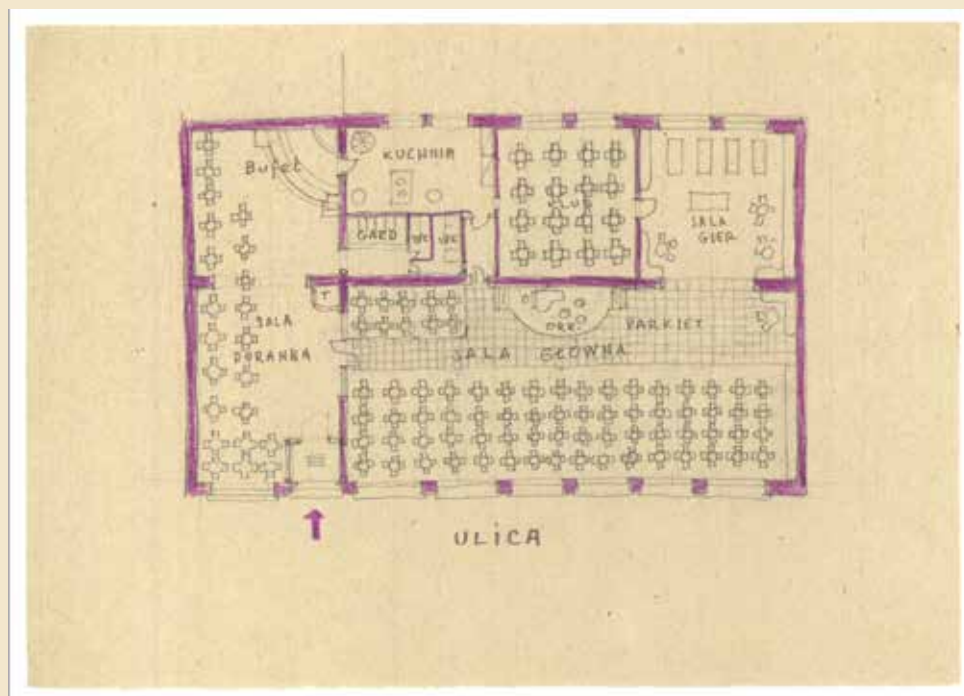 Bufet
KUCHNIA
GARD
WC
WC
SALA
GIER
T
SALA
ORK.
PARKIET
SALA GŁÓWNA
ULICA